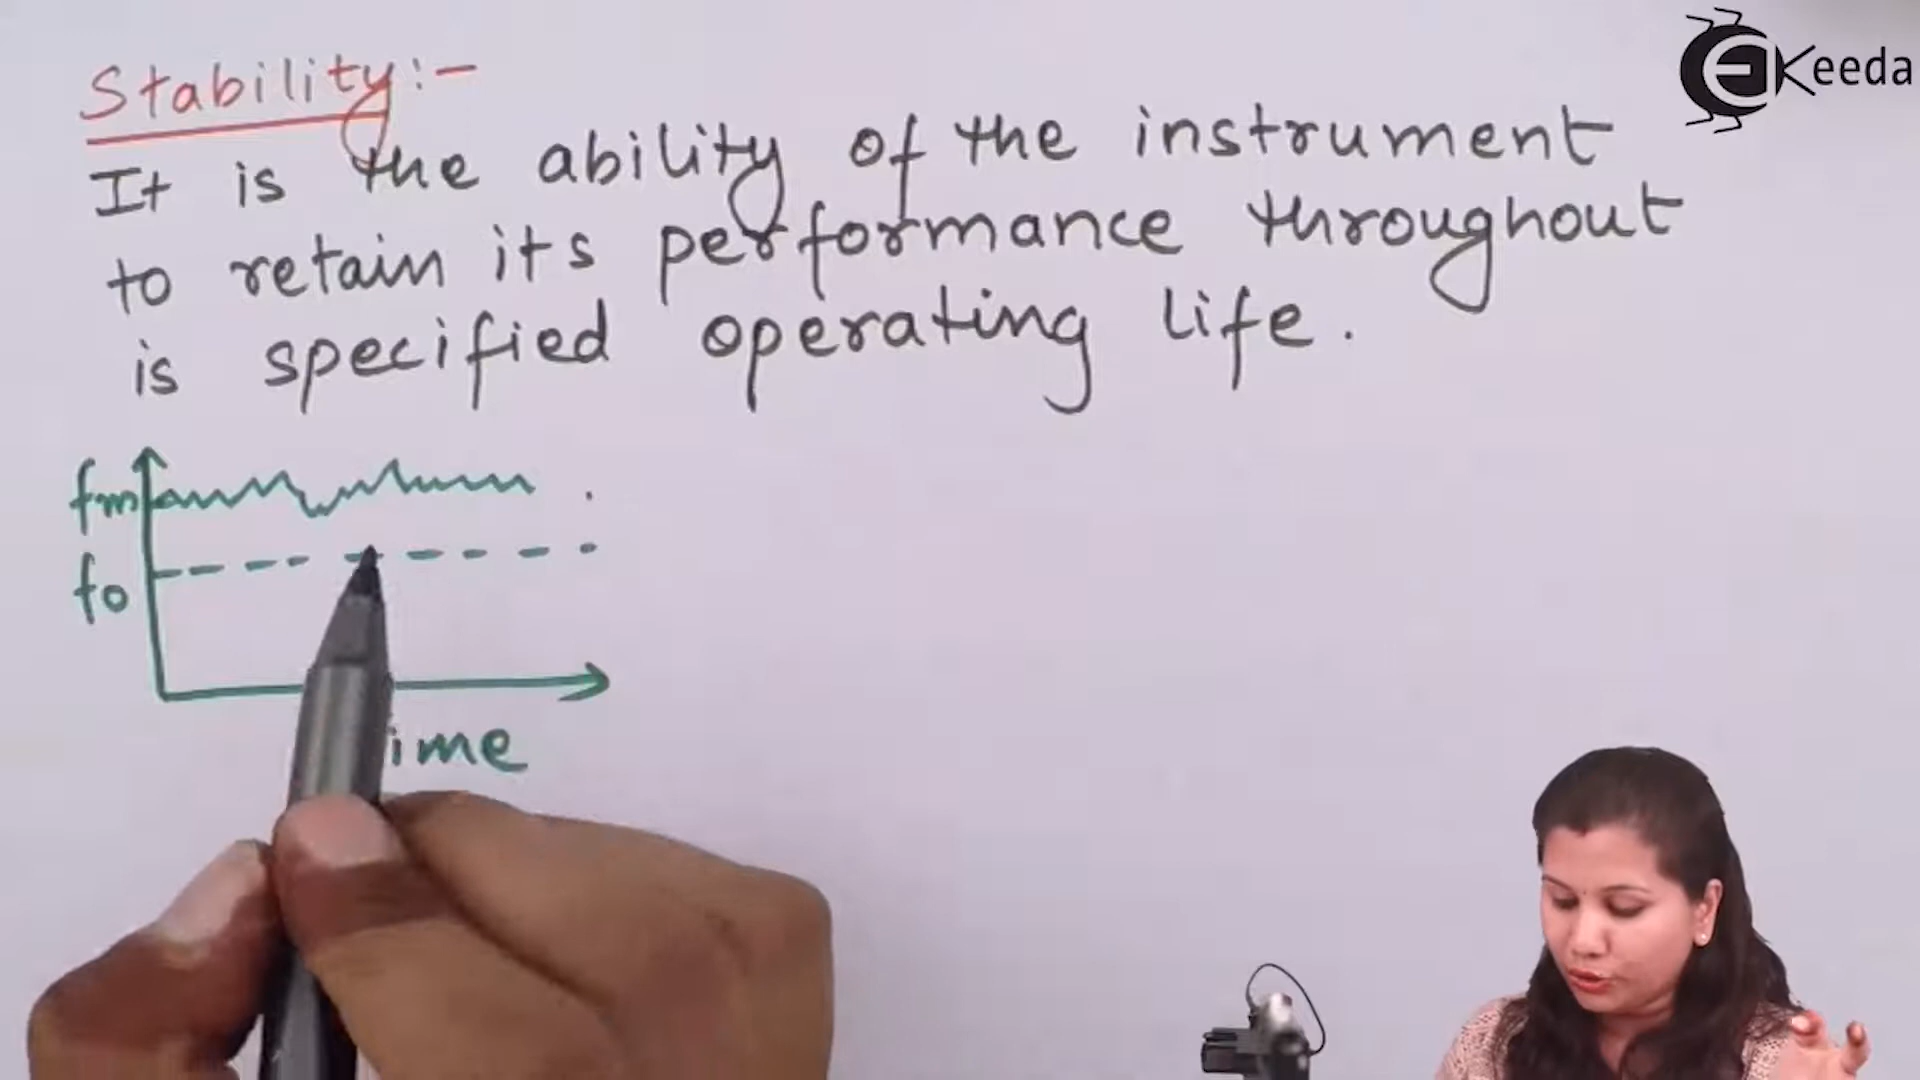 EKeeda
Stability:-
It is the ability of the instrument
to retain its performance throughout
is specified operating life.
fm
fo
ime